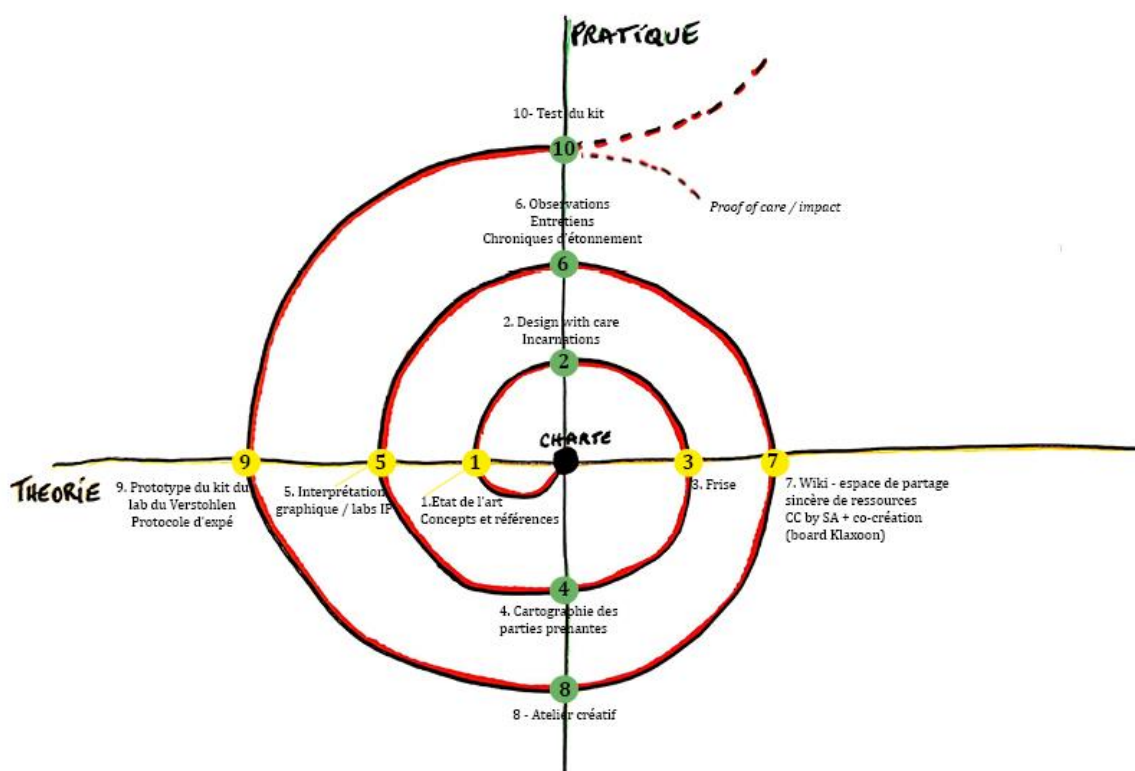 PRATIQUE
10- Test du kit
10
6. Observations
Entretiens
Chroniques d'étonnement
Proof of care / impact
6
2. Design with care
Incarnations
2
CHARTE
9
5
1
3
7
THEORIE
9. Prototype du kit du
lab du Verstohlen
Protocole d'expé
5. Interprétation
graphique / labs IP
1.Etat de l'art
Concepts et références
3. Frise
7. Wiki - espace de partage
sincère de ressources
CC by SA + co-création
(board Klaxoon)
4
4. Cartographie des
parties prenantes
8
8 - Atelier créatif